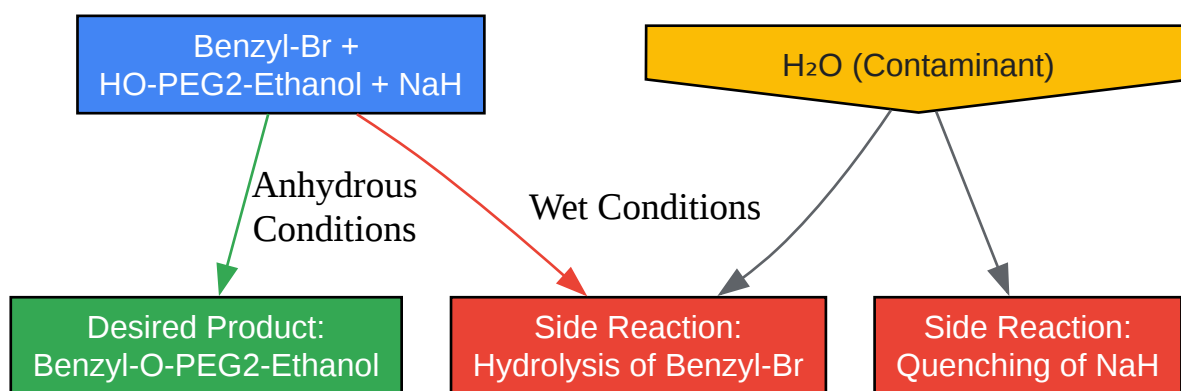 Benzyl-Br +
HO-PEG2-Ethanol + NaH
H₂O (Contaminant)
Anhydrous
Conditions
Wet Conditions
Desired Product:
Benzyl-O-PEG2-Ethanol
Side Reaction:
Hydrolysis of Benzyl-Br
Side Reaction:
Quenching of NaH